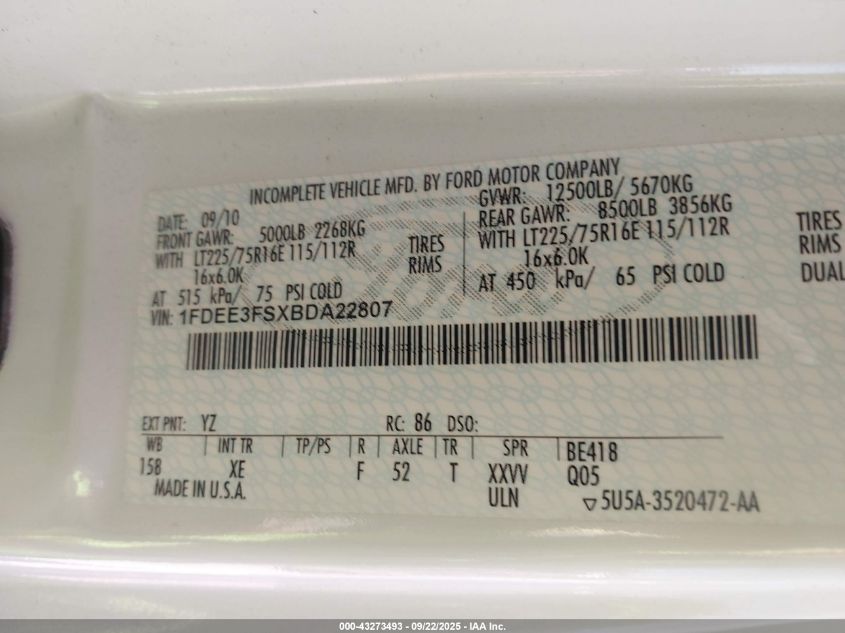 INCOMPLETE VEHICLE MFD. BY FORD MOTOR COMPANY
DATE: 09/10 GVWR: 12500LB/ 5670KG
FRONT GAWR: 5000LB 2268KG REAR GAWR: 8500LB 3856KG
WITH LT225/75R16E 115/112R TIRES WITH LT225/75R16E 115/112R TIRES
16x6.0K RIMS 16x6.0K RIMS
AT 515 kPa/ 75 PSI COLD AT 450 kPa/ 65 PSI COLD DUAL
VIN: 1FDEE3FSXBDA22807
EXT PNT: YZ RC: 86 DSO:
WB INT TR TP/PS R AXLE TR SPR BE418
158 XE F 52 T XXVV Q05
MADE IN U.S.A. ULN 5U5A-3520472-AA
000-43273493 - 09/22/2025 - IAA Inc.